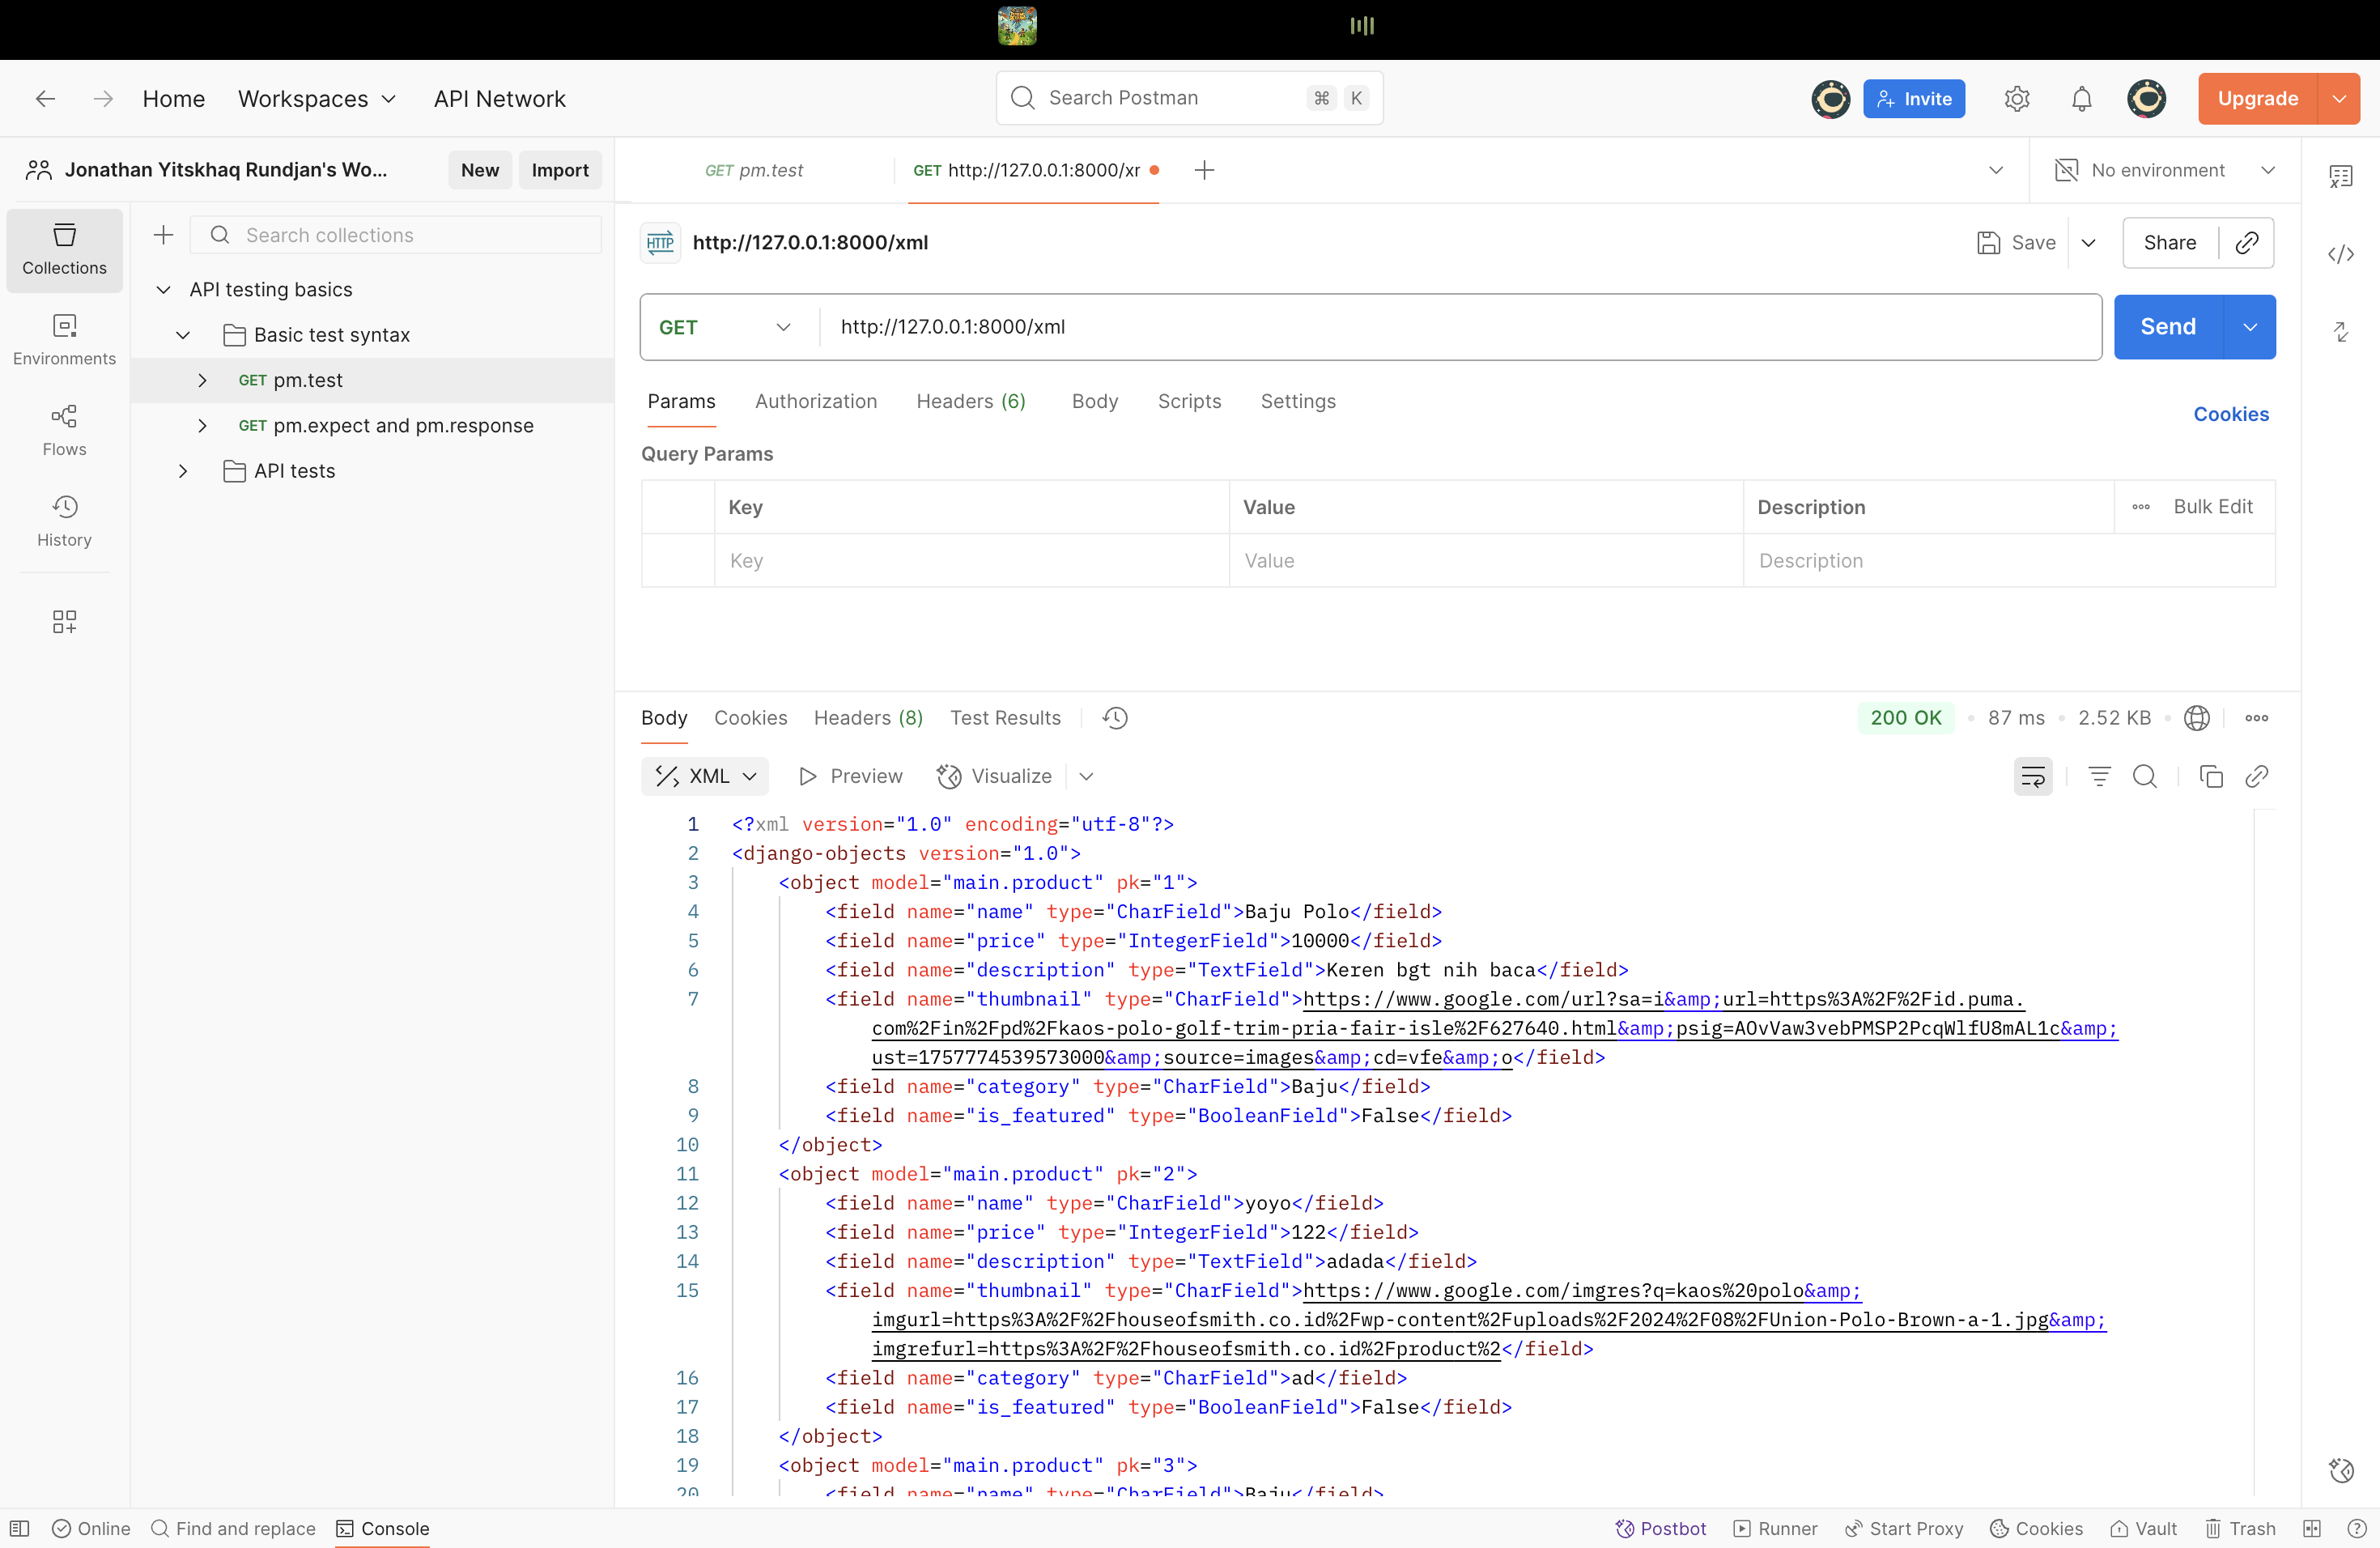 Home Workspaces API Network Search Postman ⌘ K Invite Upgrade
Jonathan Yitskhaq Rundjan's Wo... New Import
Collections
Environments
Flows
History
Search collections
API testing basics
Basic test syntax
GET pm.test
GET pm.expect and pm.response
API tests
GET pm.test GET http://127.0.0.1:8000/xr No environment
HTTP http://127.0.0.1:8000/xml Save Share
GET http://127.0.0.1:8000/xml Send
Params Authorization Headers (6) Body Scripts Settings Cookies
Query Params
Key Value Description Bulk Edit
Key Value Description
Body Cookies Headers (8) Test Results 200 OK 87 ms 2.52 KB
XML Preview Visualize
1 <?xml version="1.0" encoding="utf-8"?>
2 <django-objects version="1.0">
3 <object model="main.product" pk="1">
4 <field name="name" type="CharField">Baju Polo</field>
5 <field name="price" type="IntegerField">10000</field>
6 <field name="description" type="TextField">Keren bgt nih baca</field>
7 <field name="thumbnail" type="CharField">https://www.google.com/url?sa=i&amp;url=https%3A%2F%2Fid.puma.
com%2Fin%2Fpd%2Fkaos-polo-golf-trim-pria-fair-isle%2F627640.html&amp;psig=AOvVaw3vebPMSP2PcqWlfU8mAL1c&amp;
ust=1757774539573000&amp;source=images&amp;cd=vfe&amp;o</field>
8 <field name="category" type="CharField">Baju</field>
9 <field name="is_featured" type="BooleanField">False</field>
10 </object>
11 <object model="main.product" pk="2">
12 <field name="name" type="CharField">yoyo</field>
13 <field name="price" type="IntegerField">122</field>
14 <field name="description" type="TextField">adada</field>
15 <field name="thumbnail" type="CharField">https://www.google.com/imgres?q=kaos%20polo&amp;
imgurl=https%3A%2F%2Fhouseofsmith.co.id%2Fwp-content%2Fuploads%2F2024%2F08%2FUnion-Polo-Brown-a-1.jpg&amp;
imgrefurl=https%3A%2F%2Fhouseofsmith.co.id%2Fproduct%2</field>
16 <field name="category" type="CharField">ad</field>
17 <field name="is_featured" type="BooleanField">False</field>
18 </object>
19 <object model="main.product" pk="3">
20 <field name="name" type="CharField">Baju</field>
Online Find and replace Console Postbot Runner Start Proxy Cookies Vault Trash